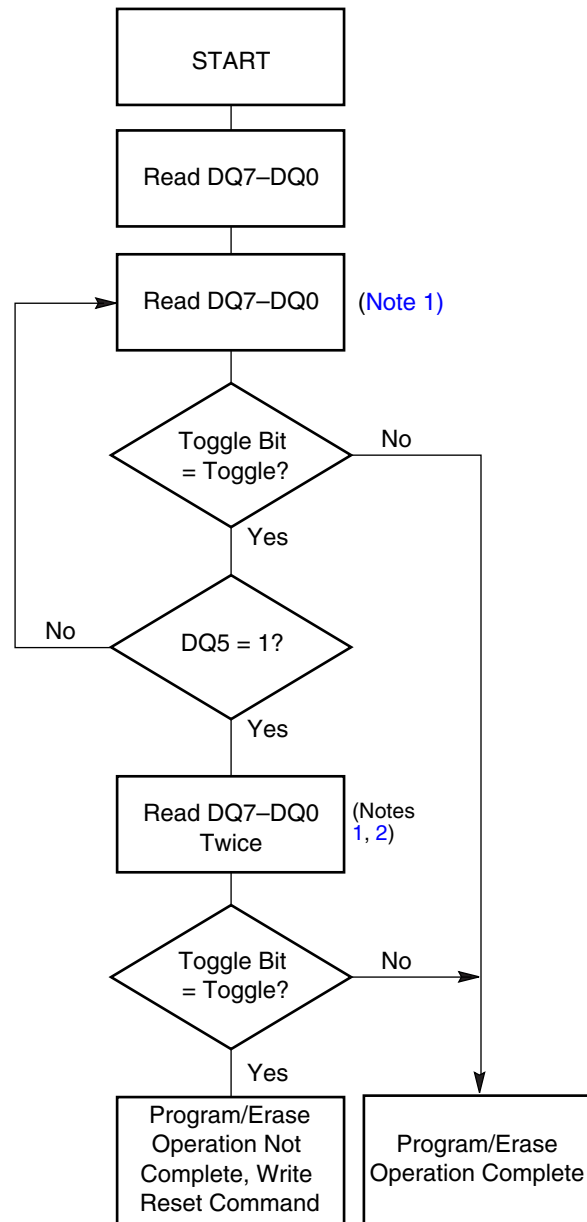 START
Read DQ7–DQ0
Read DQ7–DQ0
(Note 1)
Toggle Bit
= Toggle?
No
Yes
DQ5 = 1?
No
Yes
Read DQ7–DQ0
Twice
(Notes
1, 2)
Toggle Bit
= Toggle?
No
Yes
Program/Erase
Operation Not
Complete, Write
Reset Command
Program/Erase
Operation Complete